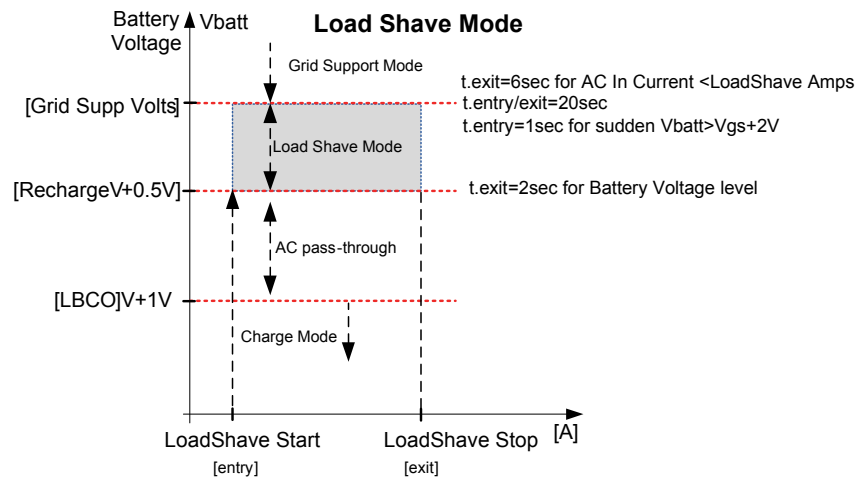 Battery Voltage
Vbatt
Load Shave Mode
Grid Support Mode
t.exit=6sec for AC In Current <LoadShave Amps
[Grid Supp Volts]
t.entry/exit=20sec
t.entry=1sec for sudden Vbatt>Vgs+2V
Load Shave Mode
[RechargeV+0.5V]
t.exit=2sec for Battery Voltage level
AC pass-through
[LBCO]V+1V
Charge Mode
LoadShave Start
LoadShave Stop
[A]
[entry]
[exit]